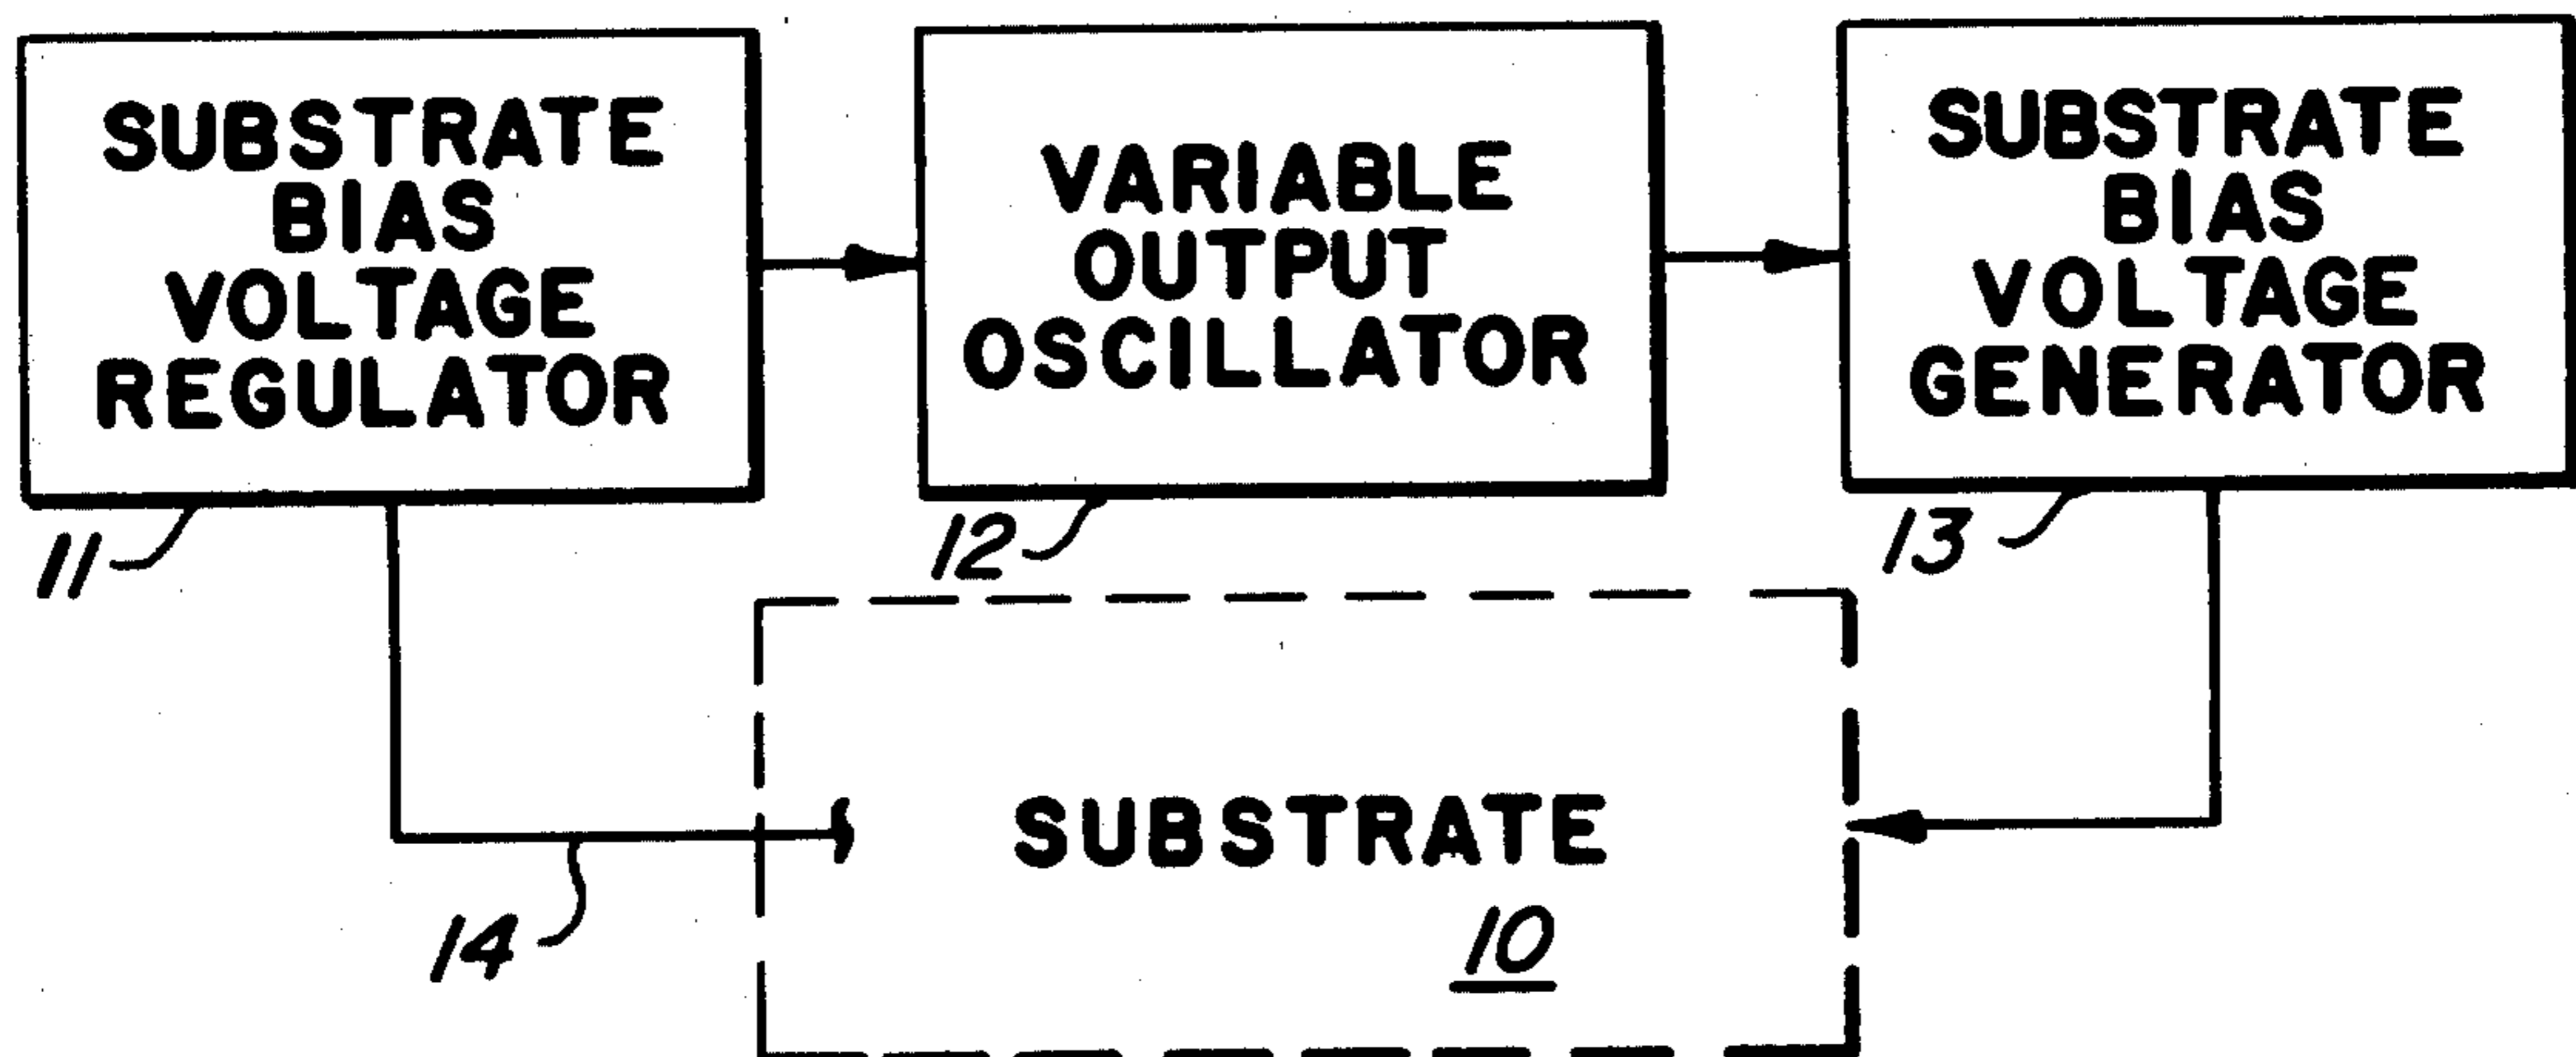 SUBSTRATE
BIAS
VOLTAGE
REGULATOR
11
VARIABLE
OUTPUT
OSCILLATOR
12
SUBSTRATE
BIAS
VOLTAGE
GENERATOR
13
14
SUBSTRATE
10